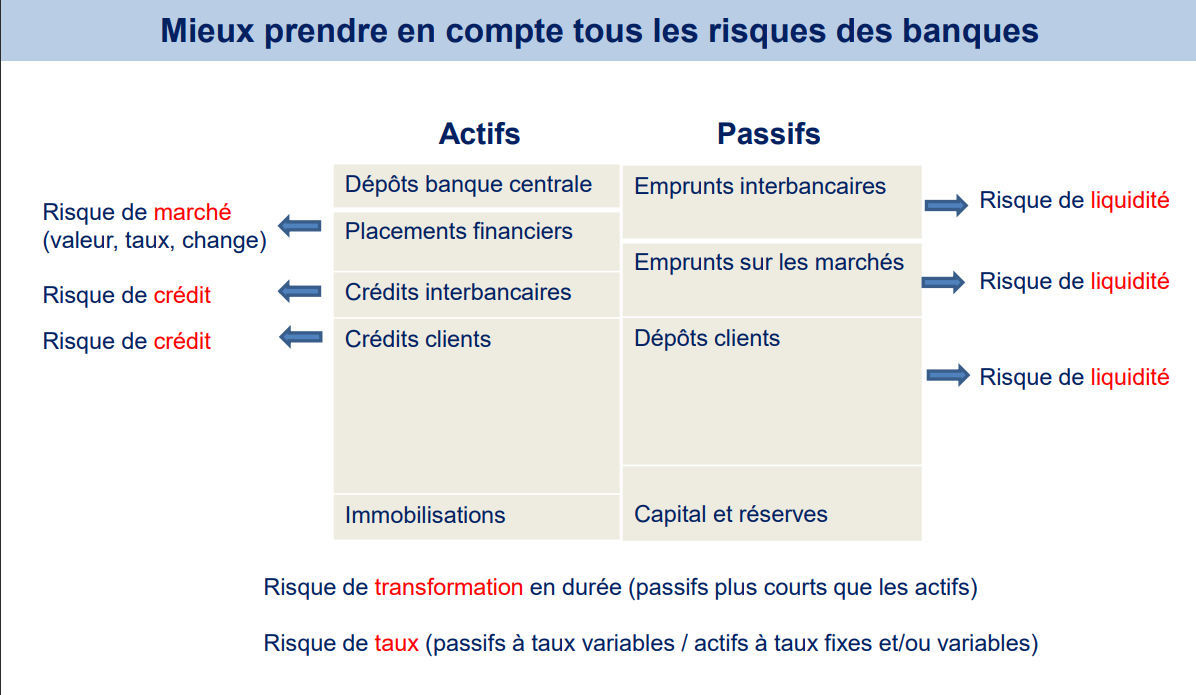 Mieux prendre en compte tous les risques des banques
Actifs
Passifs
Risque de marché
(valeur, taux, change)
Risque de crédit
Risque de crédit
Dépôts banque centrale
Placements financiers
Crédits interbancaires
Crédits clients
Immobilisations
Emprunts interbancaires
Emprunts sur les marchés
Dépôts clients
Capital et réserves
Risque de liquidité
Risque de liquidité
Risque de liquidité
Risque de transformation en durée (passifs plus courts que les actifs)
Risque de taux (passifs à taux variables / actifs à taux fixes et/ou variables)